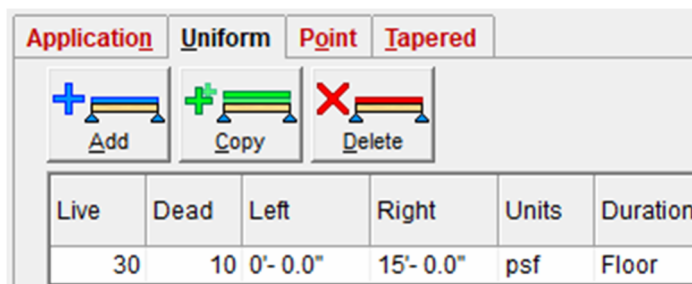 Application Uniform Point Tapered
Add Copy Delete
Live Dead Left Right Units Duration
30 10 0'- 0.0" 15'- 0.0" psf Floor